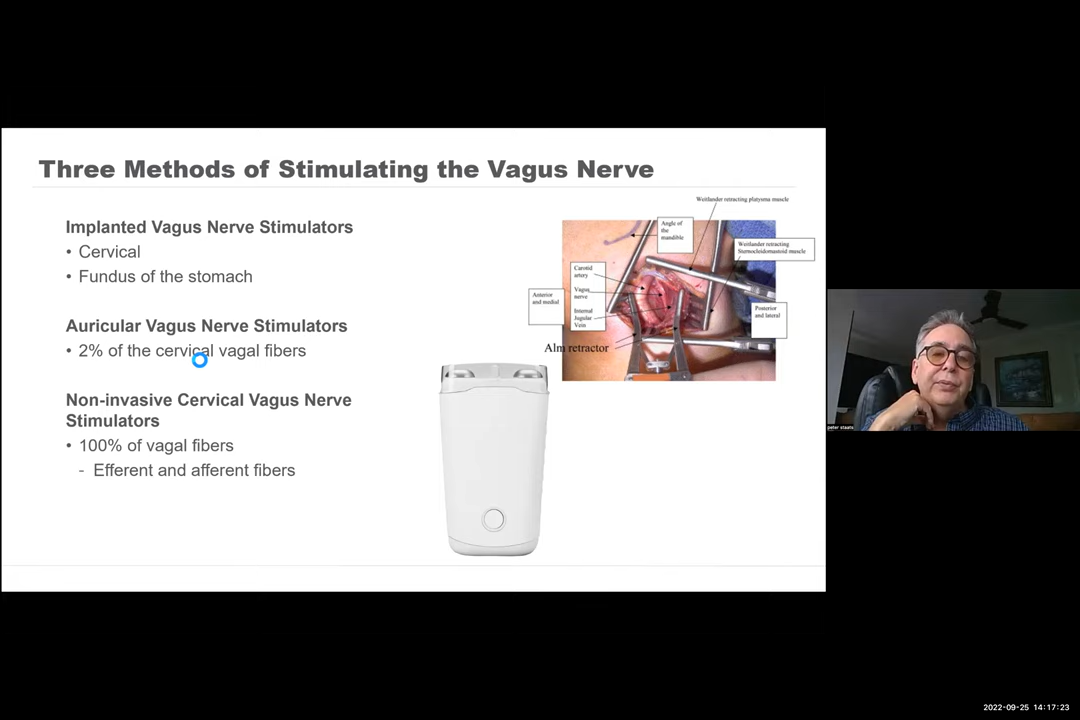 Three Methods of Stimulating the Vagus Nerve
Implanted Vagus Nerve Stimulators
• Cervical
• Fundus of the stomach
Auricular Vagus Nerve Stimulators
• 2% of the cervical vagal fibers
Non-invasive Cervical Vagus Nerve
Stimulators
• 100% of vagal fibers
- Efferent and afferent fibers
Weitlander retracting platysma muscle
Angle of
the
mandible
Weitlander retracting
Sternocleidomastoid muscle
Carotid
artery
Vagus
nerve
Internal
Jugular
Vein
Anterior
and medial
Posterior
and lateral
Alm retractor
peter staats
2022-09-25 14:17:23